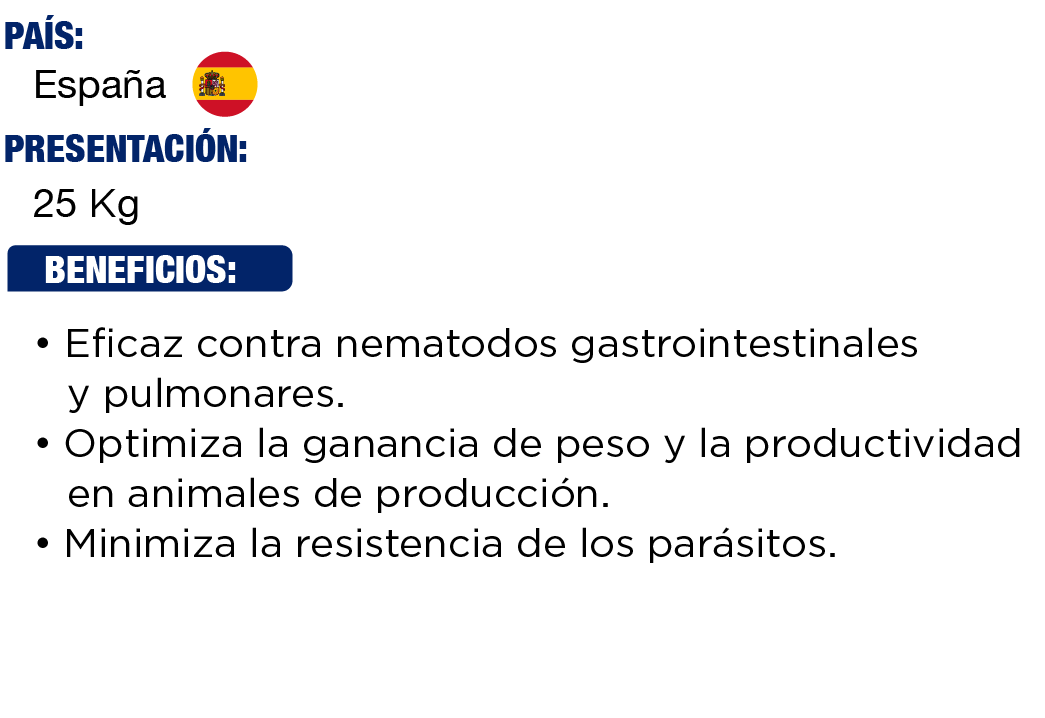 PAÍS:
España
PRESENTACIÓN:
25 Kg
BENEFICIOS:
• Eficaz contra nematodos gastrointestinales
y pulmonares.
• Optimiza la ganancia de peso y la productividad
en animales de producción.
• Minimiza la resistencia de los parásitos.